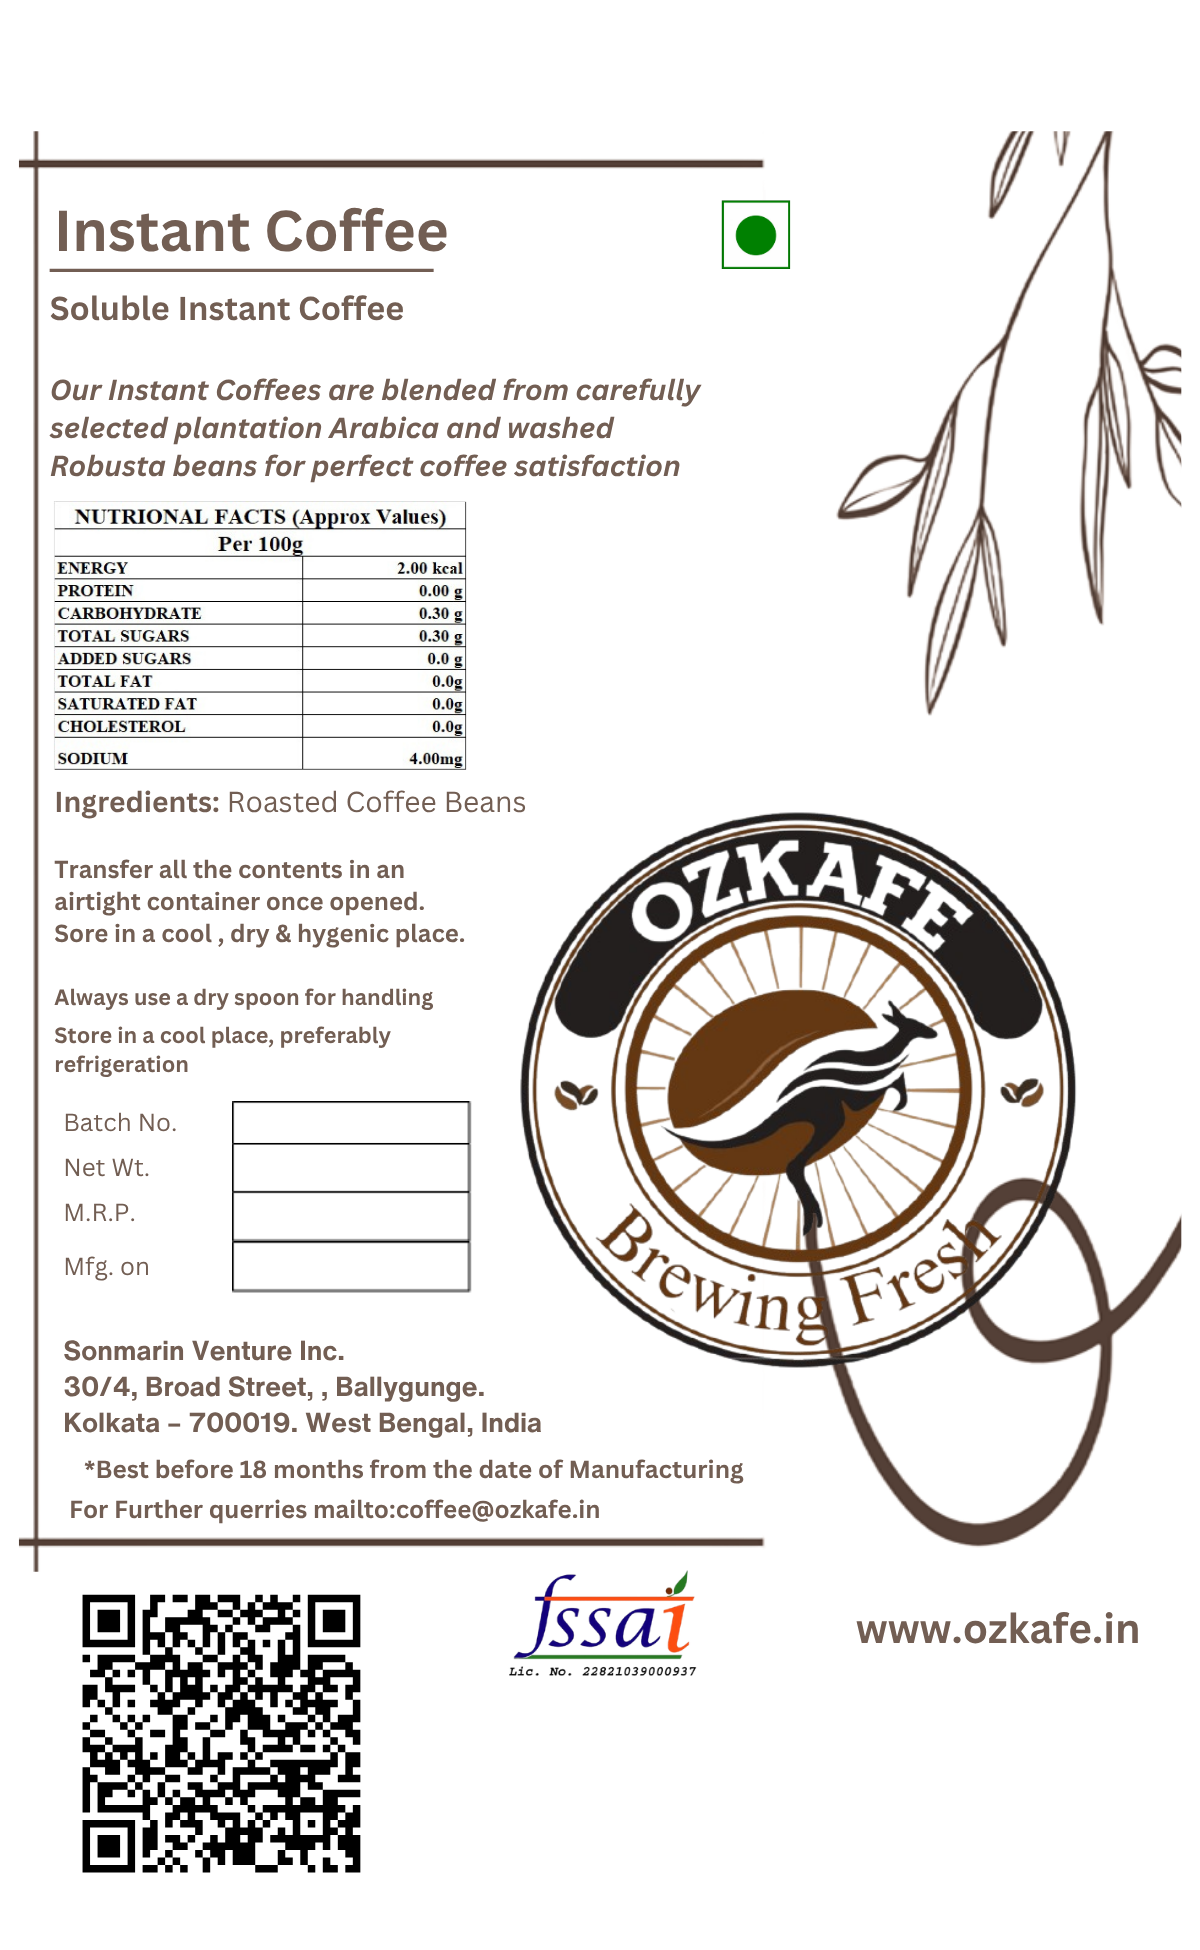 Instant Coffee
Soluble Instant Coffee
Our Instant Coffees are blended from carefully
selected plantation Arabica and washed
Robusta beans for perfect coffee satisfaction
NUTRIONAL FACTS (Approx Values)
Per 100g
ENERGY 2.00 kcal
PROTEIN 0.00 g
CARBOHYDRATE 0.30 g
TOTAL SUGARS 0.30 g
ADDED SUGARS 0.0 g
TOTAL FAT 0.0g
SATURATED FAT 0.0g
CHOLESTEROL 0.0g
SODIUM 4.00mg
Ingredients: Roasted Coffee Beans
Transfer all the contents in an
airtight container once opened.
Sore in a cool , dry & hygenic place.
Always use a dry spoon for handling
Store in a cool place, preferably
refrigeration
Batch No.
Net Wt.
M.R.P.
Mfg. on
OZKAFE
Brewing Fresh
Sonmarin Venture Inc.
30/4, Broad Street, , Ballygunge.
Kolkata – 700019. West Bengal, India
*Best before 18 months from the date of Manufacturing
For Further querries mailto:coffee@ozkafe.in
fssai
Lic. No. 22821039000937
www.ozkafe.in